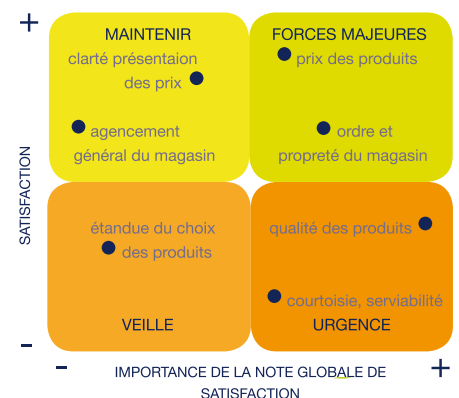 +
MAINTENIR
clarté présentaion
des prix
agencement
général du magasin
FORCES MAJEURES
prix des produits
ordre et
propreté du magasin
SATISFACTION
étandue du choix
des produits
VEILLE
qualité des produits
courtoisie, serviabilité
URGENCE
-
-
IMPORTANCE DE LA NOTE GLOBALE DE
SATISFACTION
+